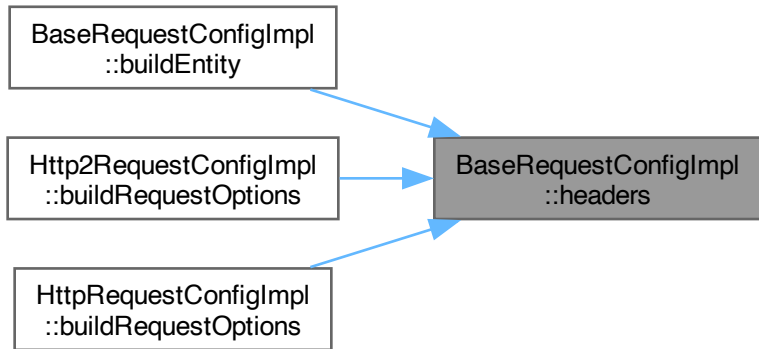 BaseRequestConfigImpl
::buildEntity
Http2RequestConfigImpl
::buildRequestOptions
BaseRequestConfigImpl
::headers
HttpRequestConfigImpl
::buildRequestOptions